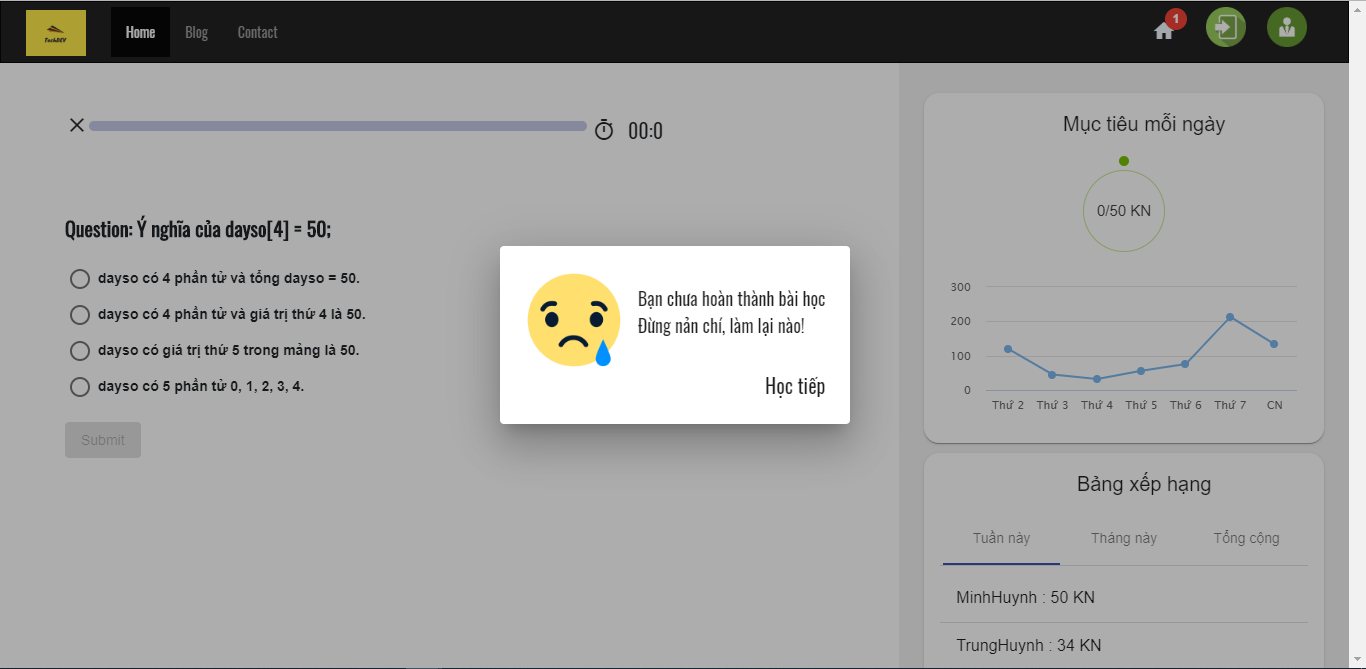 TechDEV
Home
Blog
Contact
1
00:0
Question: Ý nghĩa của dayso[4] = 50;
dayso có 4 phần tử và tổng dayso = 50.
dayso có 4 phần tử và giá trị thứ 4 là 50.
dayso có giá trị thứ 5 trong mảng là 50.
dayso có 5 phần tử 0, 1, 2, 3, 4.
Submit
Bạn chưa hoàn thành bài học
Đừng nản chí, làm lại nào!
Học tiếp
Mục tiêu mỗi ngày
0/50 KN
300
200
100
0
Thứ 2
Thứ 3
Thứ 4
Thứ 5
Thứ 6
Thứ 7
CN
Bảng xếp hạng
Tuần này
Tháng này
Tổng cộng
MinhHuynh : 50 KN
TrungHuynh : 34 KN